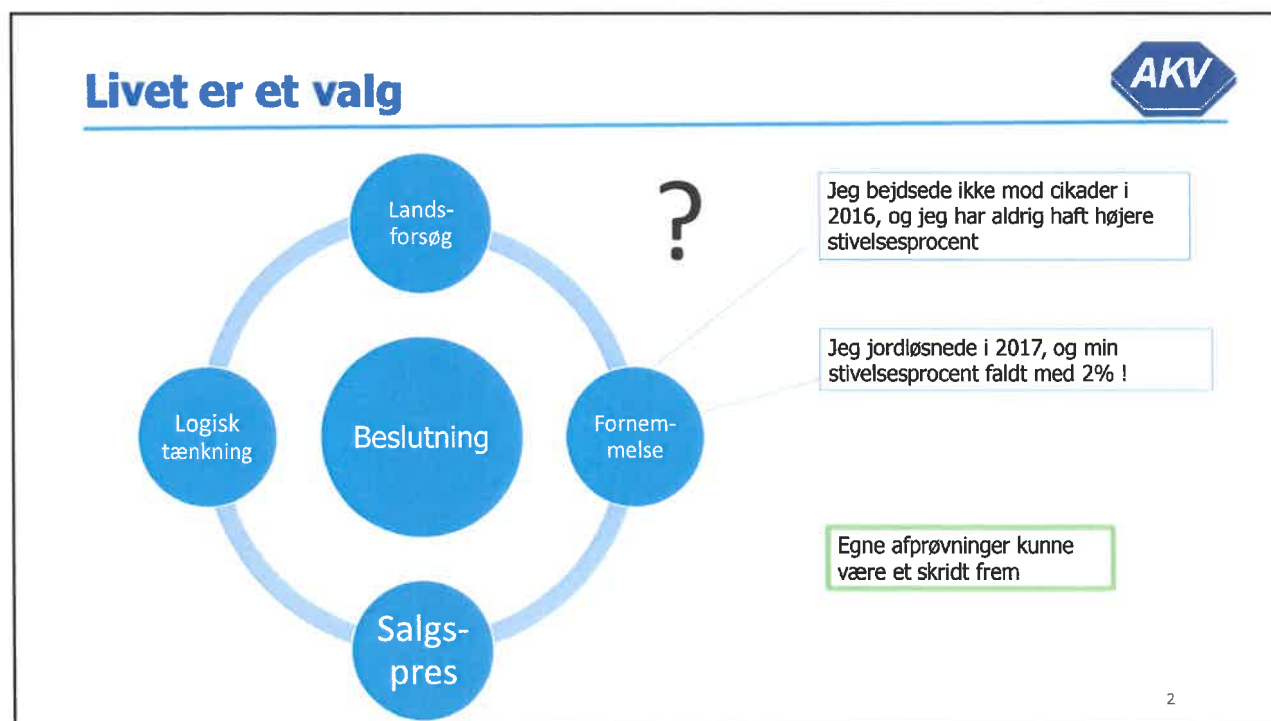 Livet er et valg
AKV
Lands-
forsøg
?
Jeg bejdsede ikke mod cikader i
2016, og jeg har aldrig haft højere
stivelsesprocent
Jeg jordløsnede i 2017, og min
stivelsesprocent faldt med 2% !
Logisk
tænkning
Beslutning
Fornem-
melse
Egne afprøvninger kunne
være et skridt frem
Salgs-
pres
2